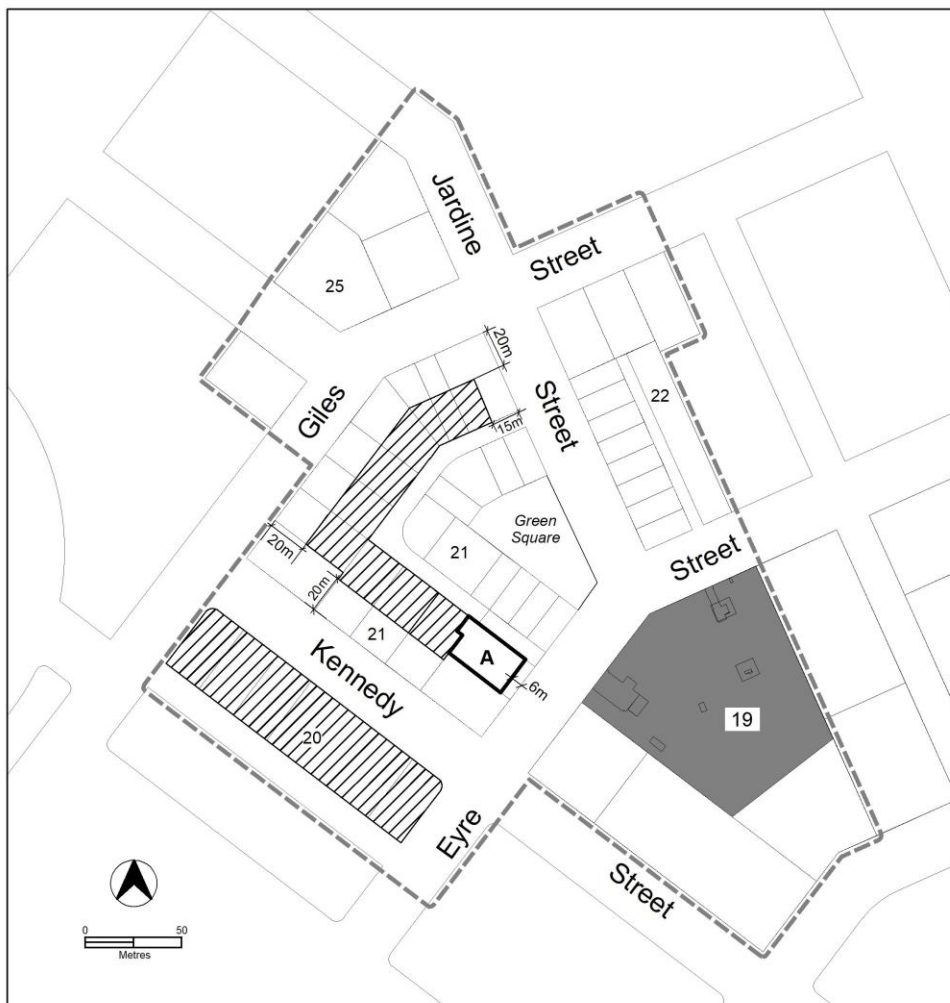 Jardine
Street
25
20m
Giles
Street
22
15m
Green
Square
21
Street
20m
20m
21
A
6m
Kennedy
19
20
Eyre
Street
0
50
Metres